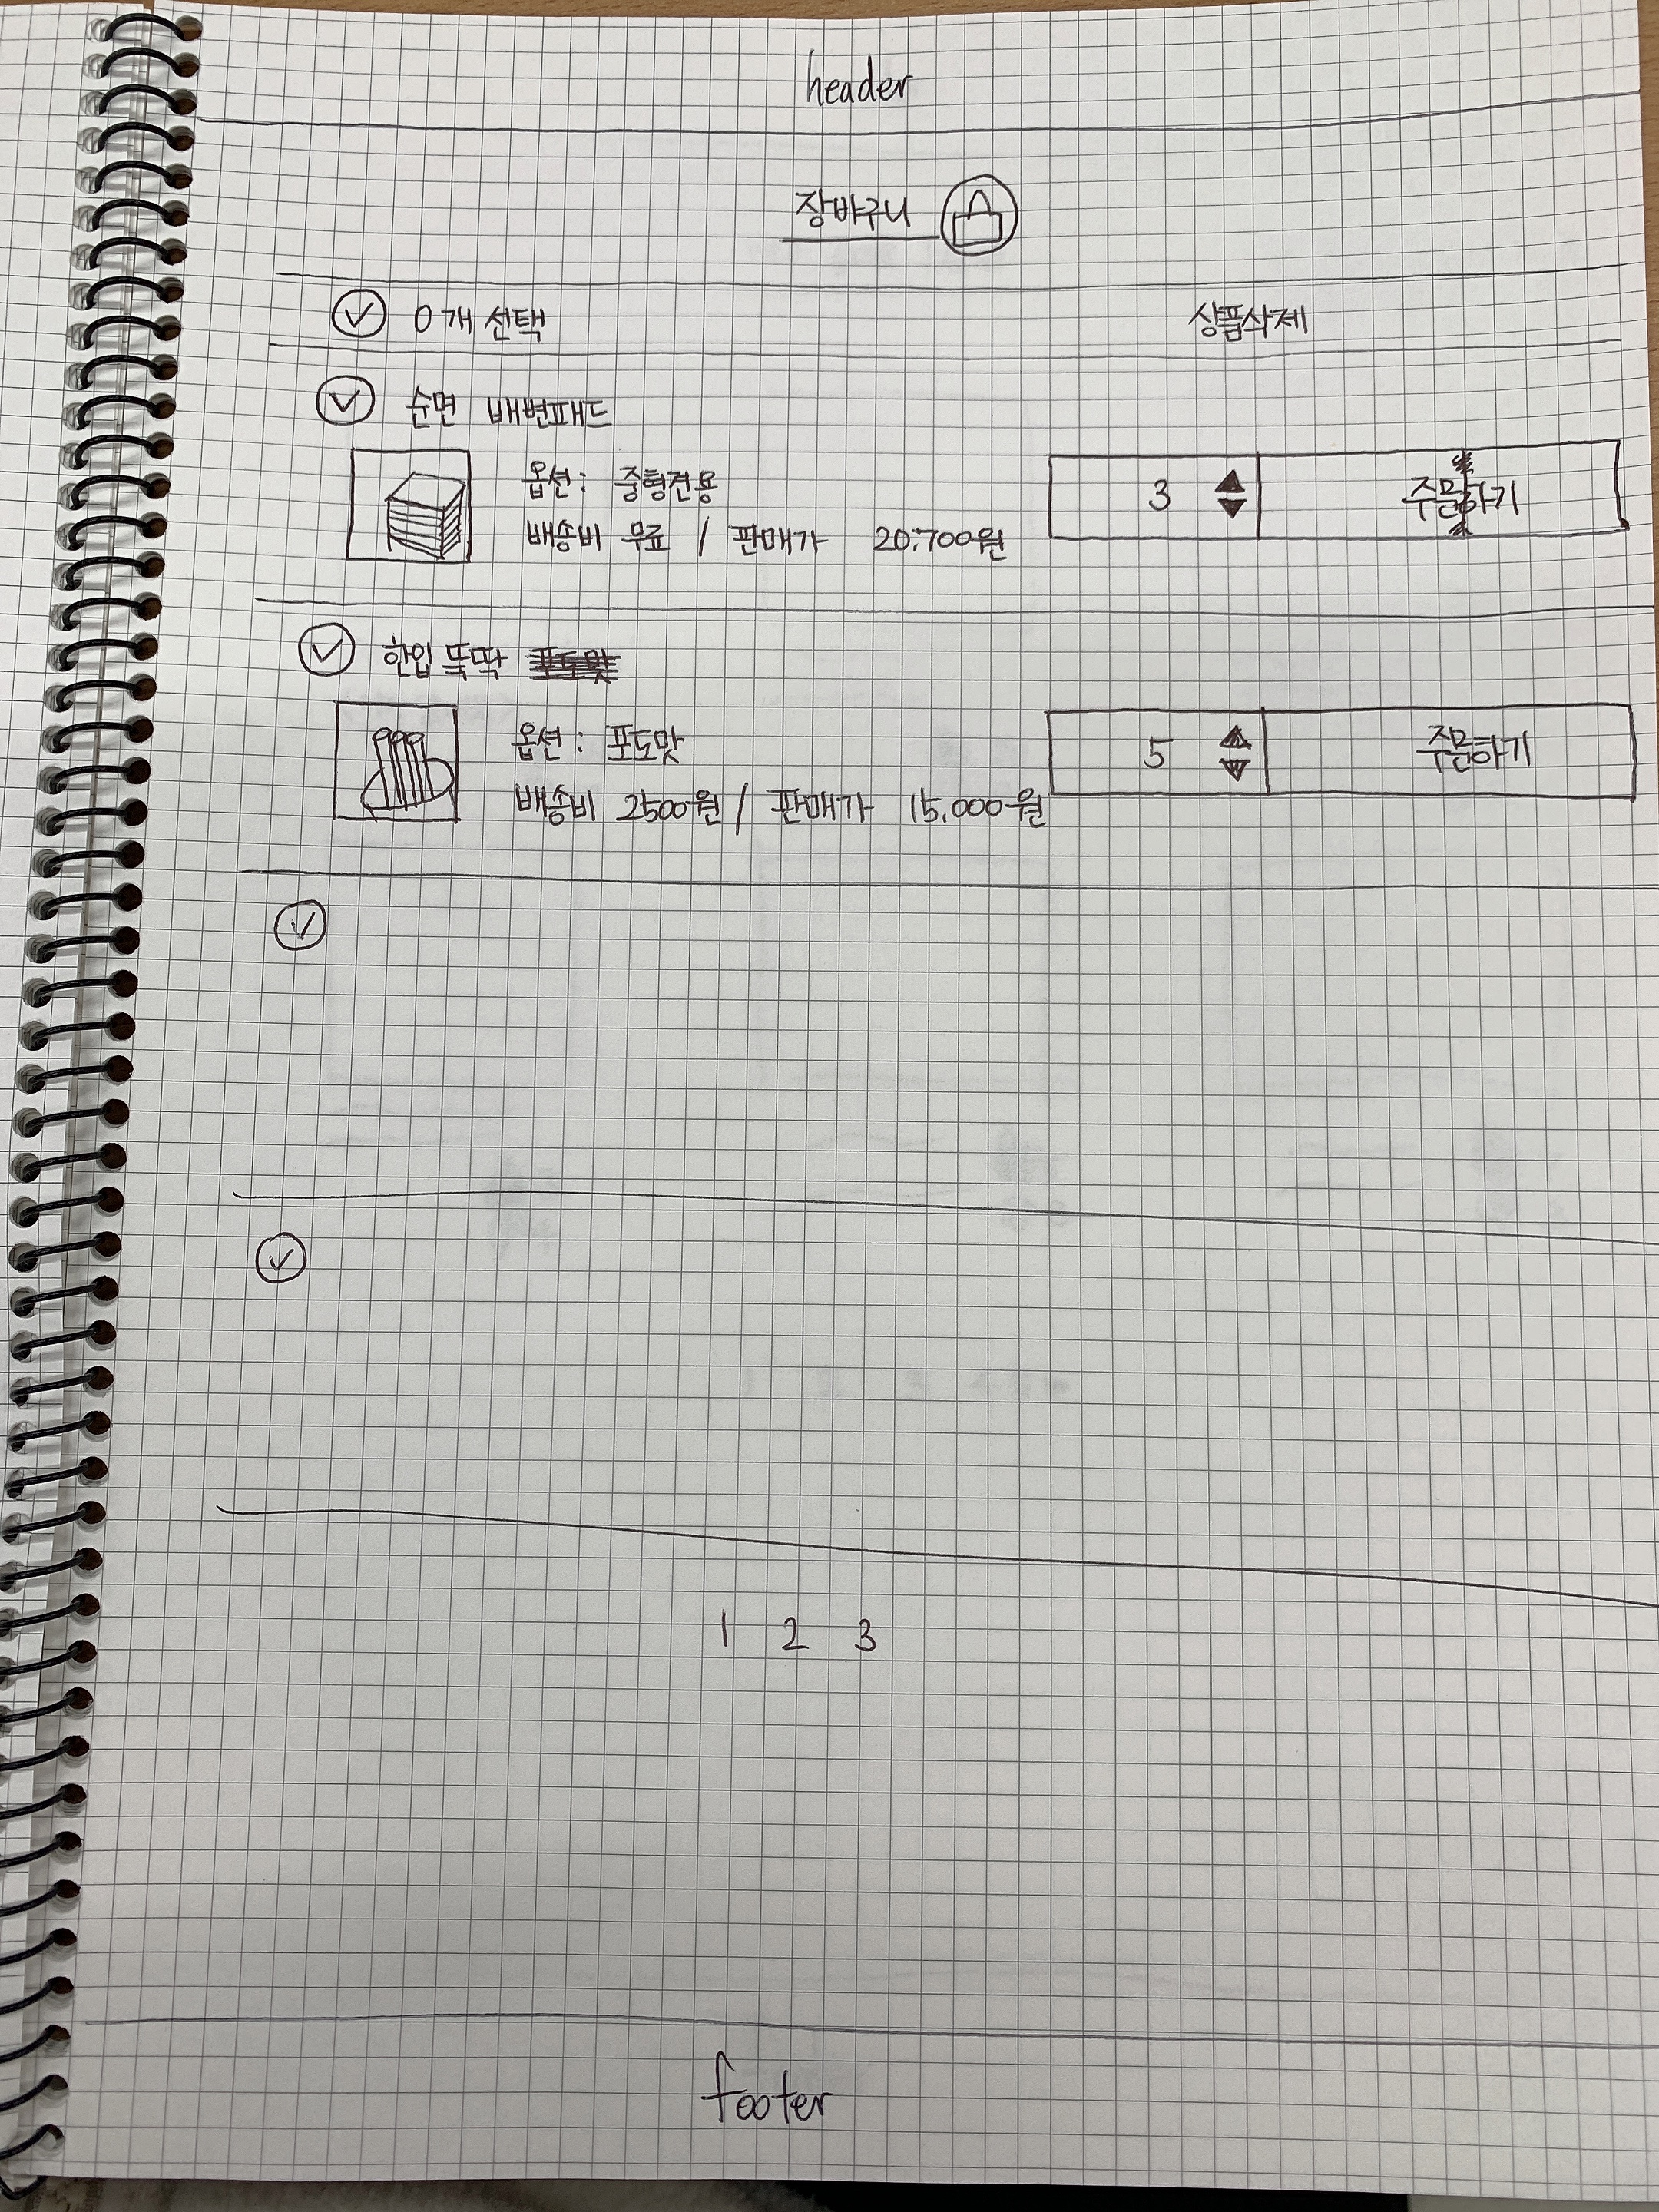 header
장바구니
0개 선택 상품삭제
순면 배변패드
옵션: 중형견용
배송비 무료 / 판매가 20,700원
3 주문하기
한입 뚝딱
옵션: 포도맛
배송비 2500원 / 판매가 15,000원
5 주문하기
1 2 3
footer